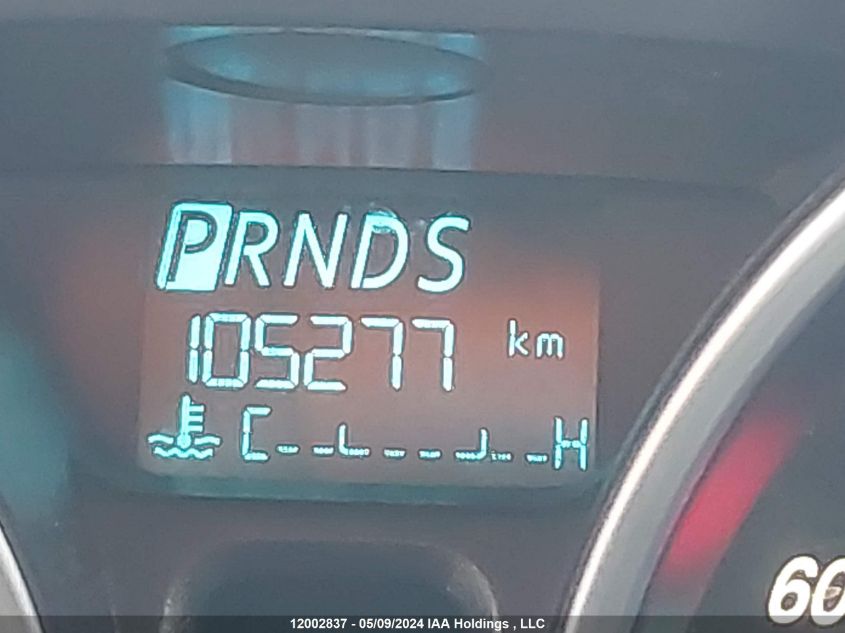 PRNDS
105277 km
C H
60
12002837 - 05/09/2024 IAA Holdings , LLC